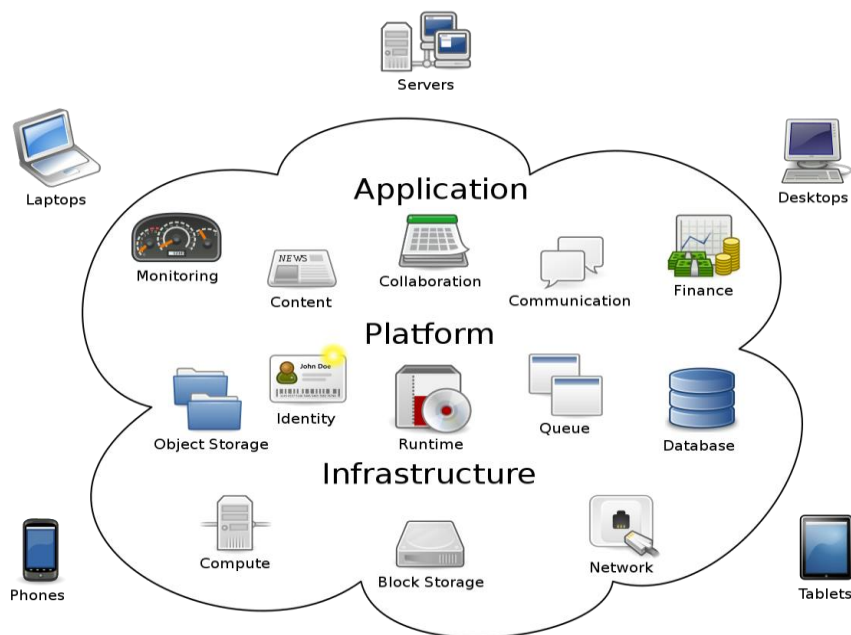 Servers
Laptops
Desktops
Application
Monitoring
NEWS
Content
Collaboration
Communication
Finance
Platform
Object Storage
John Doe
Identity
Runtime
Queue
Database
Infrastructure
Compute
Block Storage
Network
Phones
Tablets